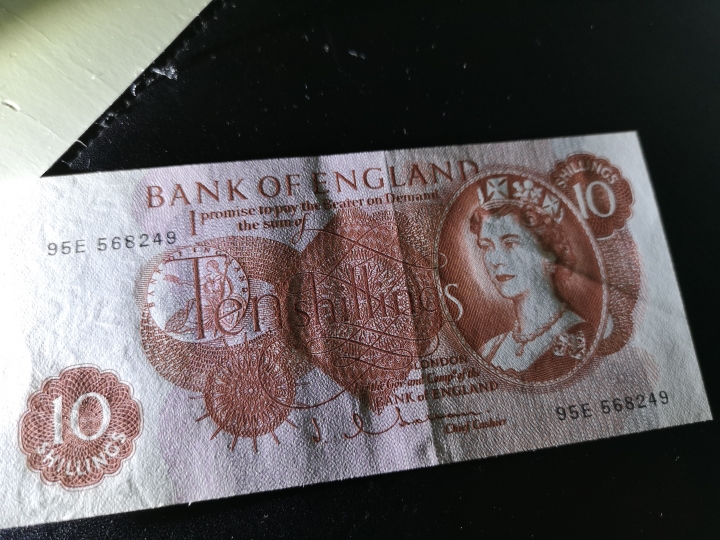 BANK OF ENGLAND
I promise to pay the Bearer on Demand
the sum of
95E 568249
Ten shillings
SHILLINGS
10
LONDON
For the Govr and Compa of the
BANK OF ENGLAND
Chief Cashier
95E 568249
10
SHILLINGS